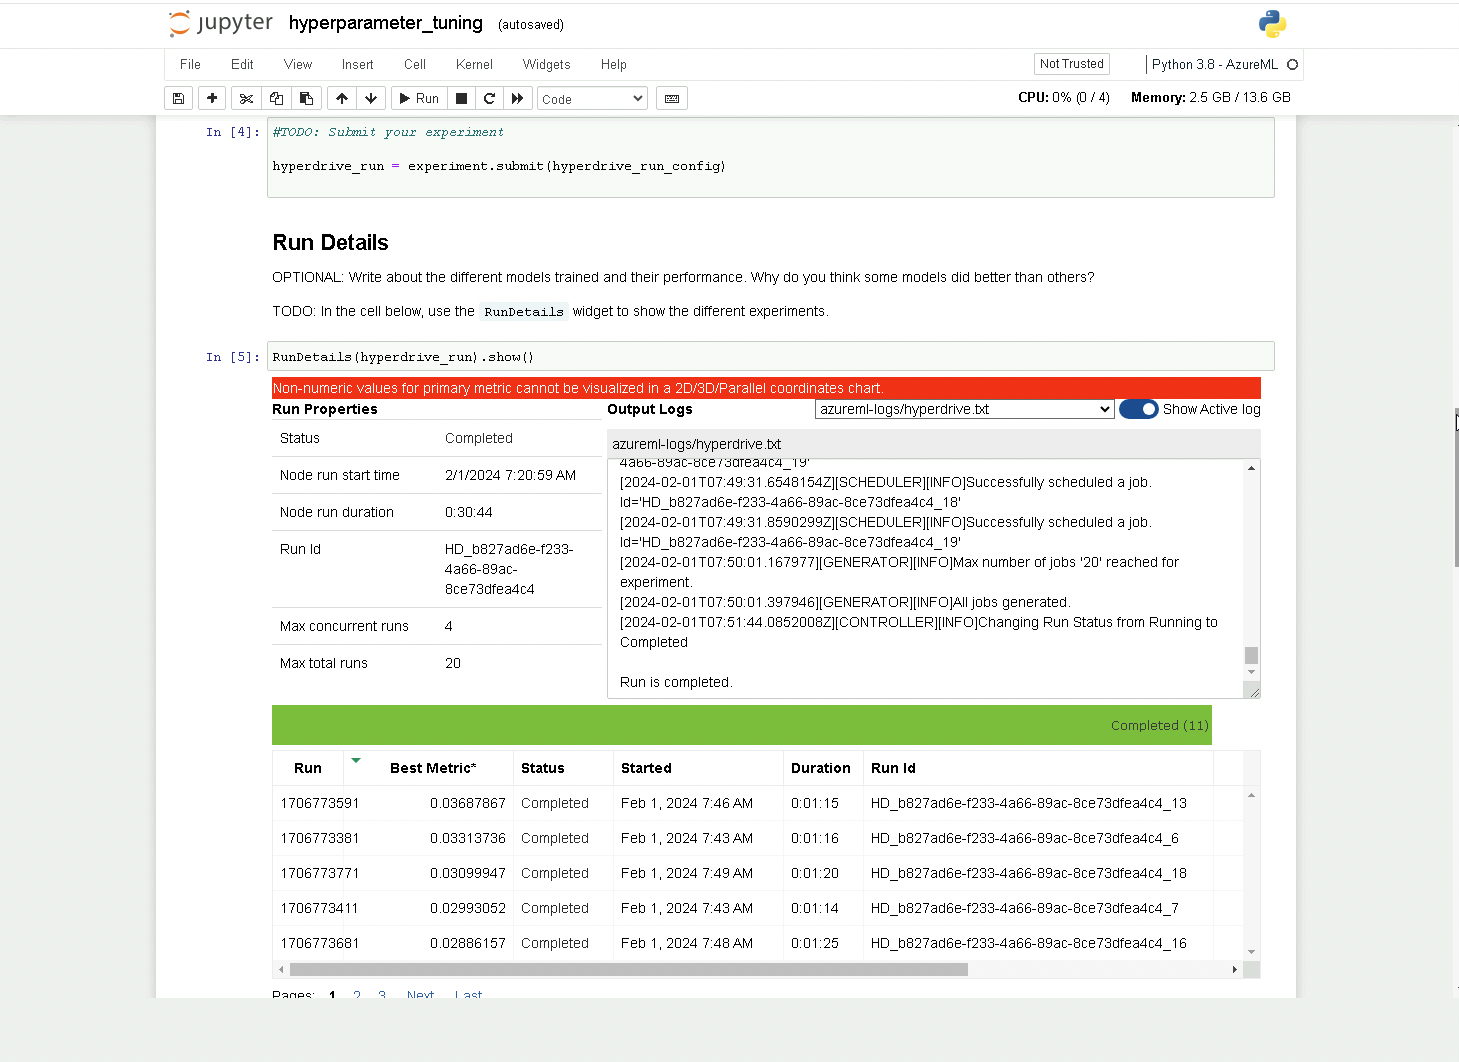 jupyter hyperparameter_tuning (autosaved)
File Edit View Insert Cell Kernel Widgets Help Not Trusted Python 3.8 - AzureML
Run Code CPU: 0% (0 / 4) Memory: 2.5 GB / 13.6 GB
In [4]: #TODO: Submit your experiment
hyperdrive_run = experiment.submit(hyperdrive_run_config)
Run Details
OPTIONAL: Write about the different models trained and their performance. Why do you think some models did better than others?
TODO: In the cell below, use the RunDetails widget to show the different experiments.
In [5]: RunDetails(hyperdrive_run).show()
Non-numeric values for primary metric cannot be visualized in a 2D/3D/Parallel coordinates chart.
Run Properties
Status Completed
Node run start time 2/1/2024 7:20:59 AM
Node run duration 0:30:44
Run Id HD_b827ad6e-f233-
4a66-89ac-
8ce73dfea4c4
Max concurrent runs 4
Max total runs 20
Output Logs azureml-logs/hyperdrive.txt Show Active log
azureml-logs/hyperdrive.txt
4a66-89ac-8ce73dfea4c4_19'
[2024-02-01T07:49:31.6548154Z][SCHEDULER][INFO]Successfully scheduled a job.
Id='HD_b827ad6e-f233-4a66-89ac-8ce73dfea4c4_18'
[2024-02-01T07:49:31.8590299Z][SCHEDULER][INFO]Successfully scheduled a job.
Id='HD_b827ad6e-f233-4a66-89ac-8ce73dfea4c4_19'
[2024-02-01T07:50:01.167977][GENERATOR][INFO]Max number of jobs '20' reached for
experiment.
[2024-02-01T07:50:01.397946][GENERATOR][INFO]All jobs generated.
[2024-02-01T07:51:44.0852008Z][CONTROLLER][INFO]Changing Run Status from Running to
Completed
Run is completed.
Completed (11)
Run Best Metric* Status Started Duration Run Id
1706773591 0.03687867 Completed Feb 1, 2024 7:46 AM 0:01:15 HD_b827ad6e-f233-4a66-89ac-8ce73dfea4c4_13
1706773381 0.03313736 Completed Feb 1, 2024 7:43 AM 0:01:16 HD_b827ad6e-f233-4a66-89ac-8ce73dfea4c4_6
1706773771 0.03099947 Completed Feb 1, 2024 7:49 AM 0:01:20 HD_b827ad6e-f233-4a66-89ac-8ce73dfea4c4_18
1706773411 0.02993052 Completed Feb 1, 2024 7:43 AM 0:01:14 HD_b827ad6e-f233-4a66-89ac-8ce73dfea4c4_7
1706773681 0.02886157 Completed Feb 1, 2024 7:48 AM 0:01:25 HD_b827ad6e-f233-4a66-89ac-8ce73dfea4c4_16
Pages: 1 2 3 Next Last